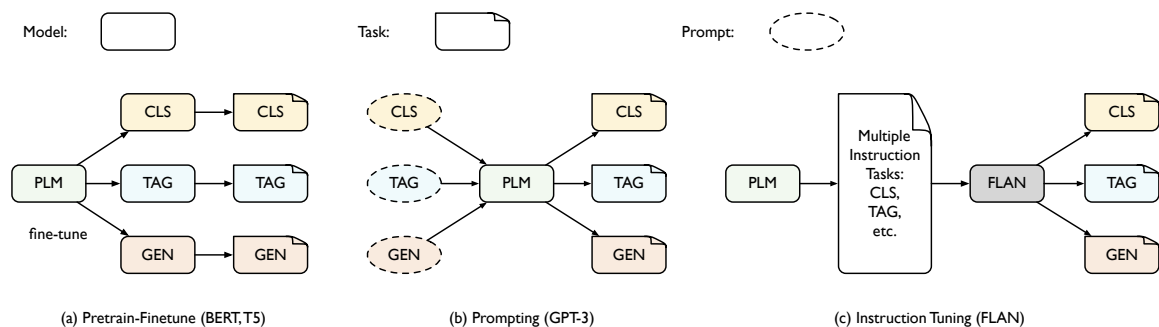 Model:
Task:
Prompt:
CLS
CLS
PLM
TAG
TAG
fine-tune
GEN
GEN
(a) Pretrain-Finetune (BERT, T5)
CLS
CLS
TAG
PLM
TAG
GEN
GEN
(b) Prompting (GPT-3)
PLM
Multiple
Instruction
Tasks:
CLS,
TAG,
etc.
FLAN
CLS
TAG
GEN
(c) Instruction Tuning (FLAN)